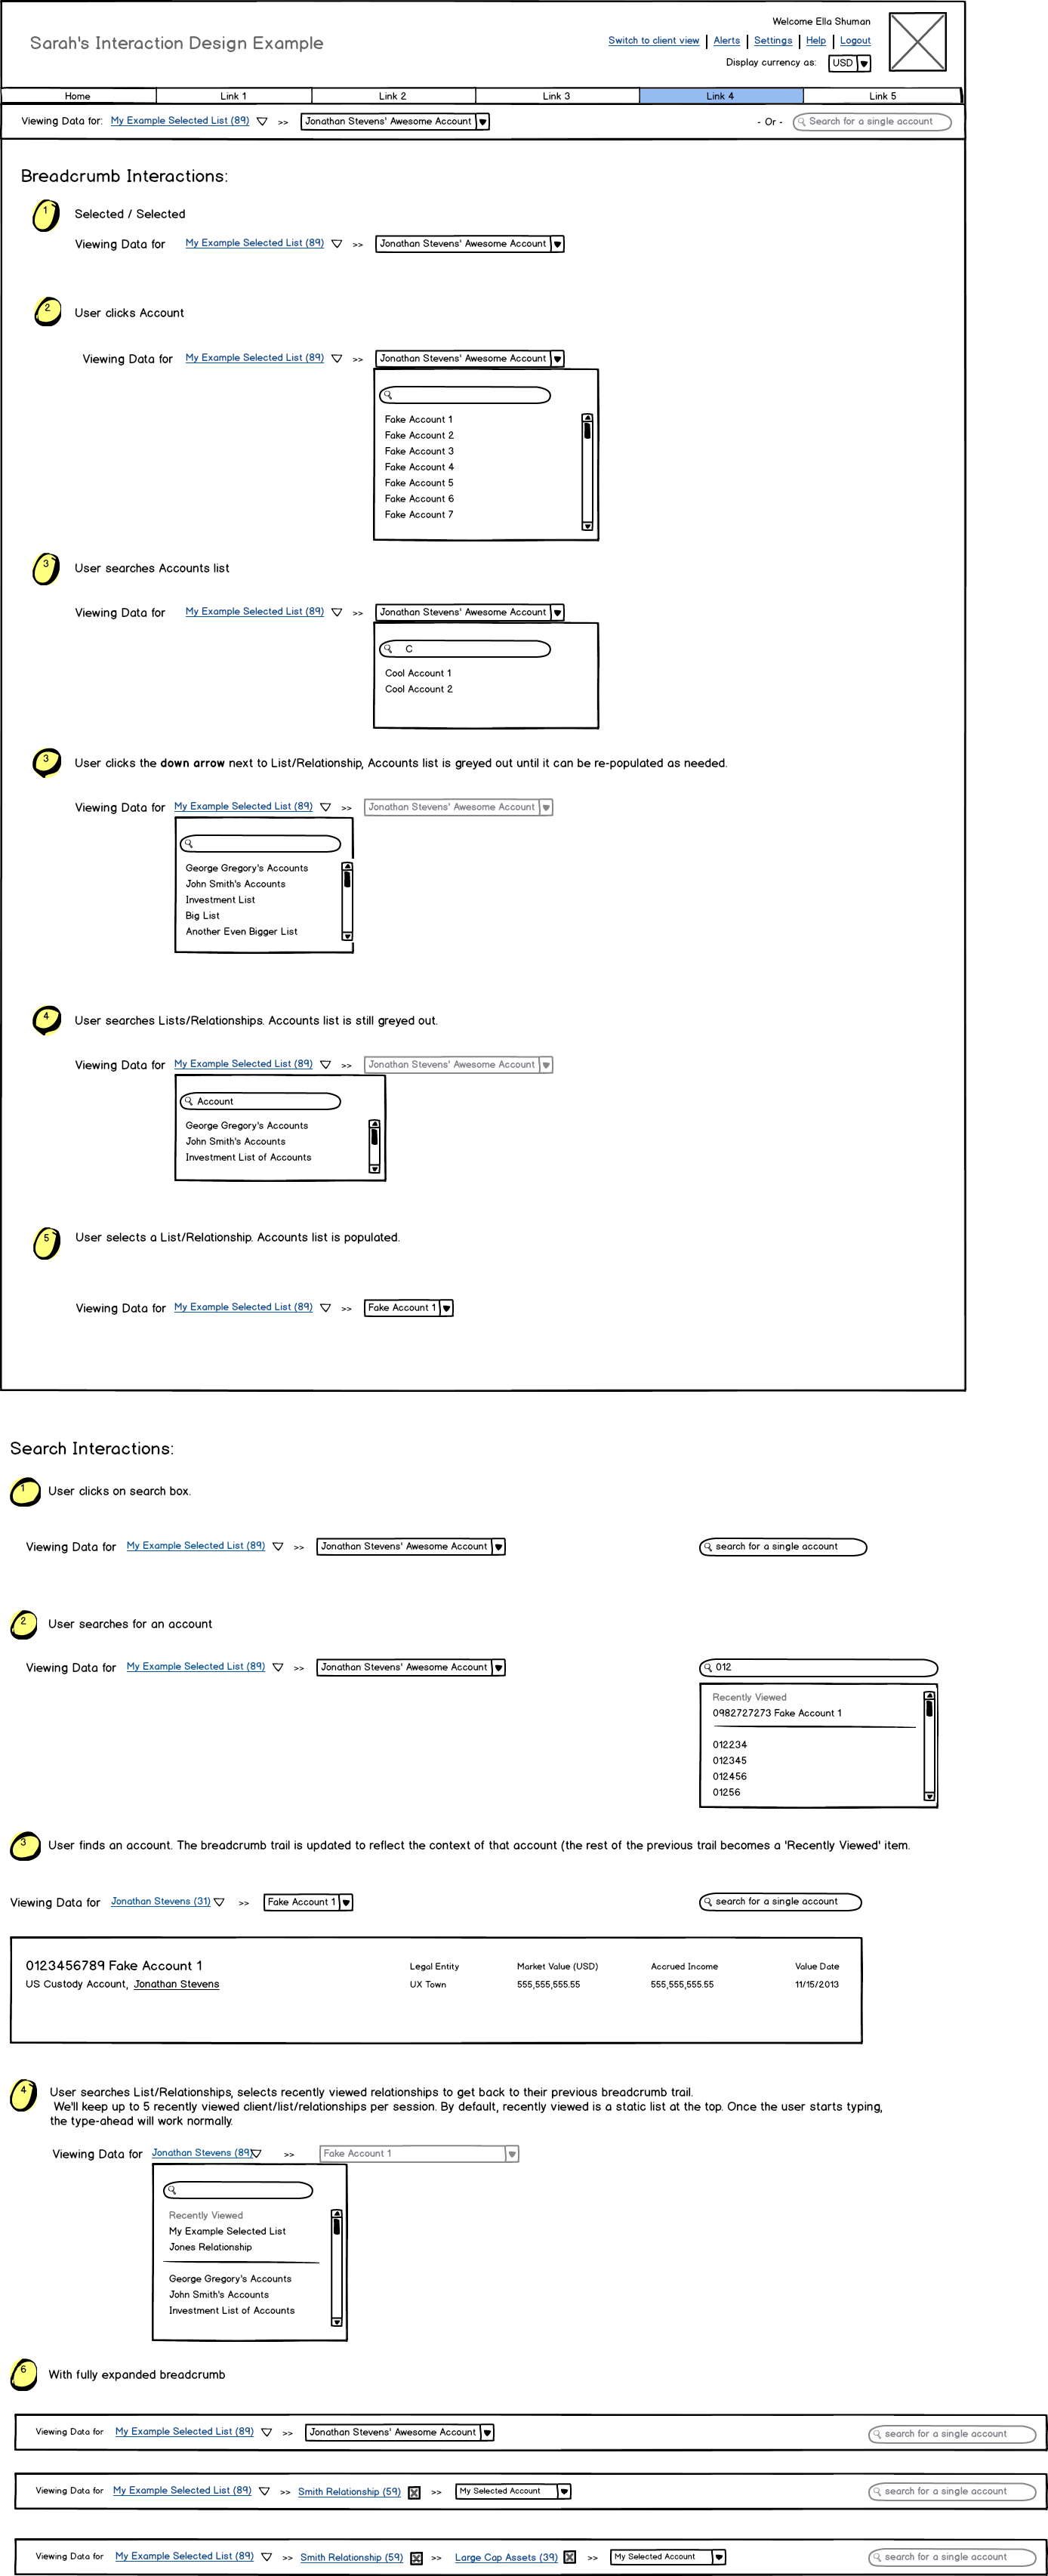 Sarah's Interaction Design Example
Welcome Ella Shuman
Switch to client view | Alerts | Settings | Help | Logout
Display currency as: USD
Home Link 1 Link 2 Link 3 Link 4 Link 5
Viewing Data for: My Example Selected List (89) >> Jonathan Stevens' Awesome Account - Or - Search for a single account
Breadcrumb Interactions:
1 Selected / Selected
Viewing Data for My Example Selected List (89) >> Jonathan Stevens' Awesome Account
2 User clicks Account
Viewing Data for My Example Selected List (89) >> Jonathan Stevens' Awesome Account
Fake Account 1
Fake Account 2
Fake Account 3
Fake Account 4
Fake Account 5
Fake Account 6
Fake Account 7
3 User searches Accounts list
Viewing Data for My Example Selected List (89) >> Jonathan Stevens' Awesome Account
C
Cool Account 1
Cool Account 2
3 User clicks the down arrow next to List/Relationship, Accounts list is greyed out until it can be re-populated as needed.
Viewing Data for My Example Selected List (89) >> Jonathan Stevens' Awesome Account
George Gregory's Accounts
John Smith's Accounts
Investment List
Big List
Another Even Bigger List
4 User searches Lists/Relationships. Accounts list is still greyed out.
Viewing Data for My Example Selected List (89) >> Jonathan Stevens' Awesome Account
Account
George Gregory's Accounts
John Smith's Accounts
Investment List of Accounts
5 User selects a List/Relationship. Accounts list is populated.
Viewing Data for My Example Selected List (89) >> Fake Account 1
Search Interactions:
1 User clicks on search box.
Viewing Data for My Example Selected List (89) >> Jonathan Stevens' Awesome Account search for a single account
2 User searches for an account
Viewing Data for My Example Selected List (89) >> Jonathan Stevens' Awesome Account 012
Recently Viewed
0982727273 Fake Account 1
012234
012345
012456
01256
3 User finds an account. The breadcrumb trail is updated to reflect the context of that account (the rest of the previous trail becomes a 'Recently Viewed' item.
Viewing Data for Jonathan Stevens (31) >> Fake Account 1 search for a single account
0123456789 Fake Account 1 Legal Entity Market Value (USD) Accrued Income Value Date
US Custody Account, Jonathan Stevens UX Town 555,555,555.55 555,555,555.55 11/15/2013
4 User searches List/Relationships, selects recently viewed relationships to get back to their previous breadcrumb trail.
We'll keep up to 5 recently viewed client/list/relationships per session. By default, recently viewed is a static list at the top. Once the user starts typing,
the type-ahead will work normally.
Viewing Data for Jonathan Stevens (89) >> Fake Account 1
Recently Viewed
My Example Selected List
Jones Relationship
George Gregory's Accounts
John Smith's Accounts
Investment List of Accounts
6 With fully expanded breadcrumb
Viewing Data for My Example Selected List (89) >> Jonathan Stevens' Awesome Account search for a single account
Viewing Data for My Example Selected List (89) >> Smith Relationship (59) >> My Selected Account search for a single account
Viewing Data for My Example Selected List (89) >> Smith Relationship (59) >> Large Cap Assets (39) >> My Selected Account search for a single account